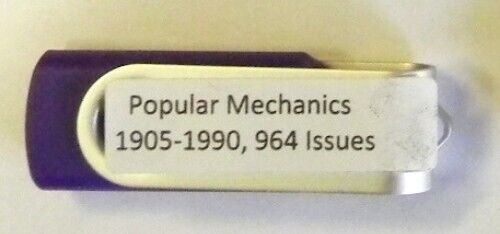 Popular Mechanics
1905-1990, 964 Issues